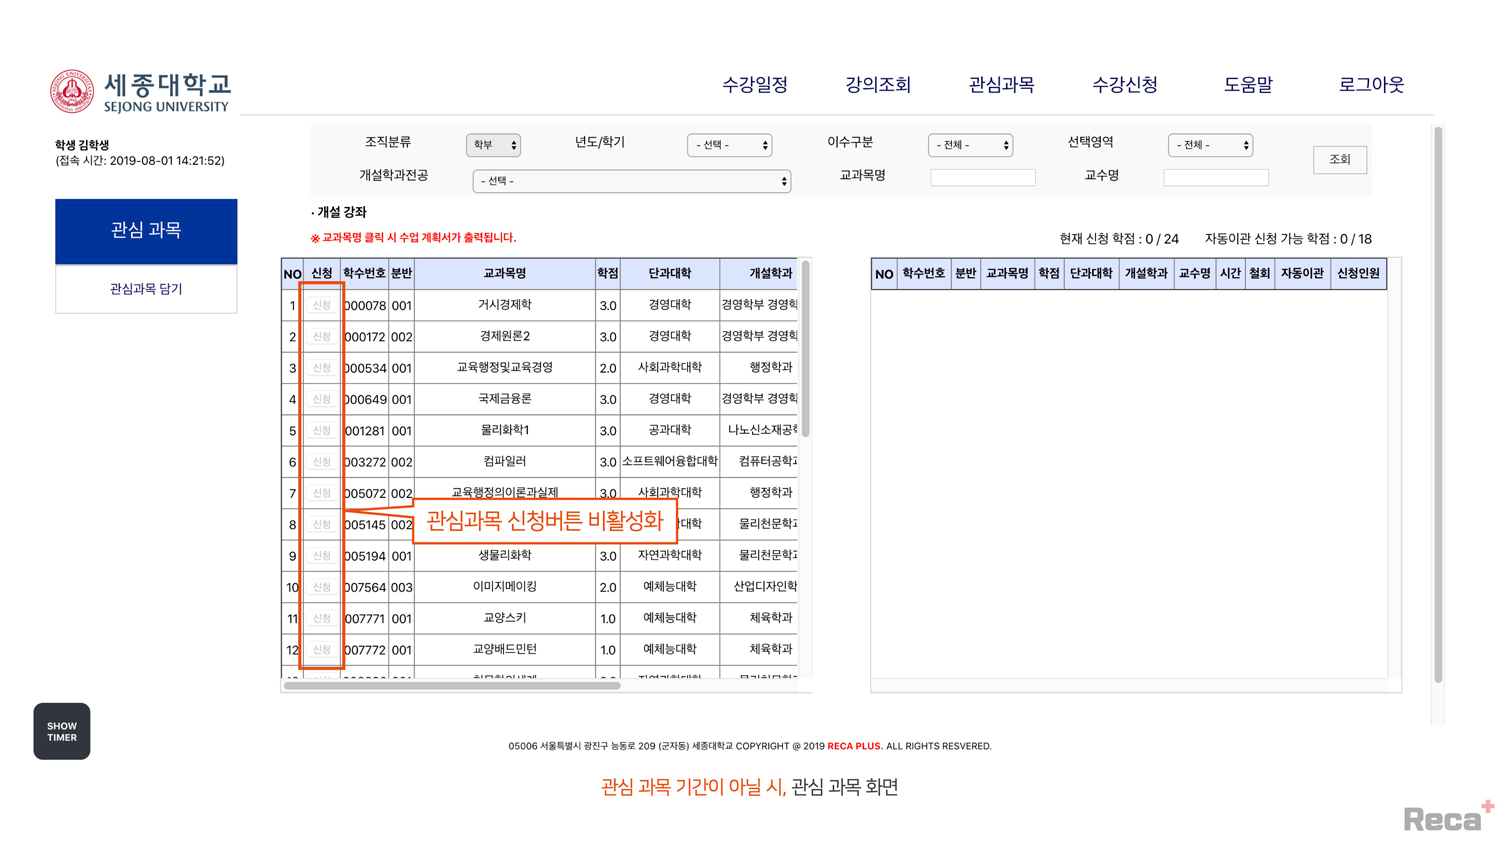 세종대학교
SEJONG UNIVERSITY
수강일정 강의조회 관심과목 수강신청 도움말 로그아웃
학생 김학생
(접속 시간: 2019-08-01 14:21:52)
관심 과목
관심과목 담기
조직분류 학부 년도/학기 - 선택 - 이수구분 - 전체 - 선택영역 - 전체 -
개설학과전공 - 선택 - 교과목명 교수명 조회
· 개설 강좌
※ 교과목명 클릭 시 수업 계획서가 출력됩니다.
현재 신청 학점 : 0 / 24 자동이관 신청 가능 학점 : 0 / 18
NO 신청 학수번호 분반 교과목명 학점 단과대학 개설학과
1 신청 000078 001 거시경제학 3.0 경영대학 경영학부 경영학
2 신청 000172 002 경제원론2 3.0 경영대학 경영학부 경영학
3 신청 000534 001 교육행정및교육경영 2.0 사회과학대학 행정학과
4 신청 000649 001 국제금융론 3.0 경영대학 경영학부 경영학
5 신청 001281 001 물리화학1 3.0 공과대학 나노신소재공학
6 신청 003272 002 컴파일러 3.0 소프트웨어융합대학 컴퓨터공학과
7 신청 005072 002 교육행정의이론과실제 3.0 사회과학대학 행정학과
8 신청 005145 002 대학 물리천문학과
관심과목 신청버튼 비활성화
9 신청 005194 001 생물리화학 3.0 자연과학대학 물리천문학과
10 신청 007564 003 이미지메이킹 2.0 예체능대학 산업디자인학
11 신청 007771 001 교양스키 1.0 예체능대학 체육학과
12 신청 007772 001 교양배드민턴 1.0 예체능대학 체육학과
NO 학수번호 분반 교과목명 학점 단과대학 개설학과 교수명 시간 철회 자동이관 신청인원
SHOW
TIMER
05006 서울특별시 광진구 능동로 209 (군자동) 세종대학교 COPYRIGHT @ 2019 RECA PLUS. ALL RIGHTS RESVERED.
관심 과목 기간이 아닐 시, 관심 과목 화면
Reca+